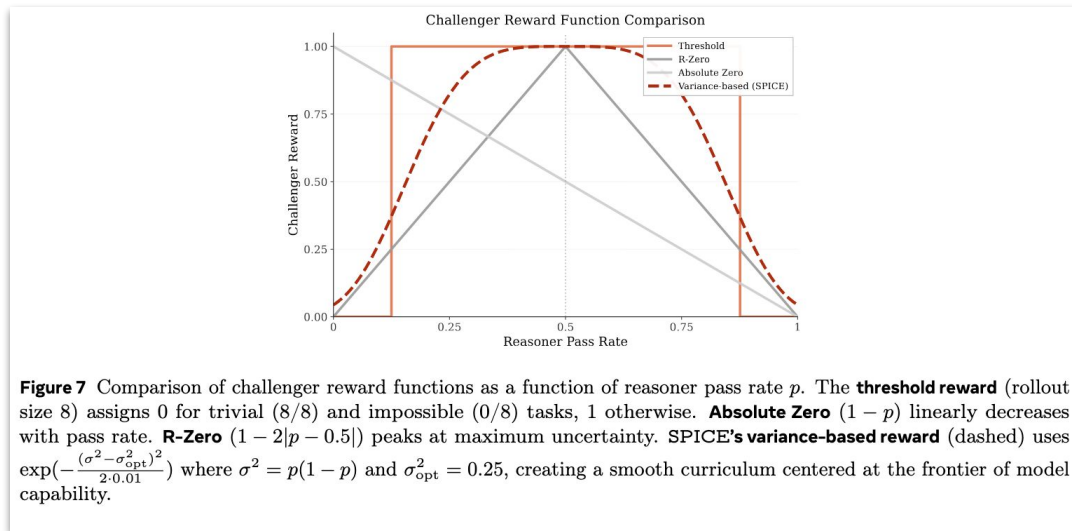 Challenger Reward Function Comparison
Threshold
R-Zero
Absolute Zero
Variance-based (SPICE)
Challenger Reward
1.00
0.75
0.50
0.25
0.00
0
0.25
0.5
0.75
1
Reasoner Pass Rate
Figure 7 Comparison of challenger reward functions as a function of reasoner pass rate p. The threshold reward (rollout
size 8) assigns 0 for trivial (8/8) and impossible (0/8) tasks, 1 otherwise. Absolute Zero (1 − p) linearly decreases
with pass rate. R-Zero (1 − 2|p − 0.5|) peaks at maximum uncertainty. SPICE's variance-based reward (dashed) uses
exp(−(σ² − σ²opt)²/2·0.01) where σ² = p(1 − p) and σ²opt = 0.25, creating a smooth curriculum centered at the frontier of model
capability.